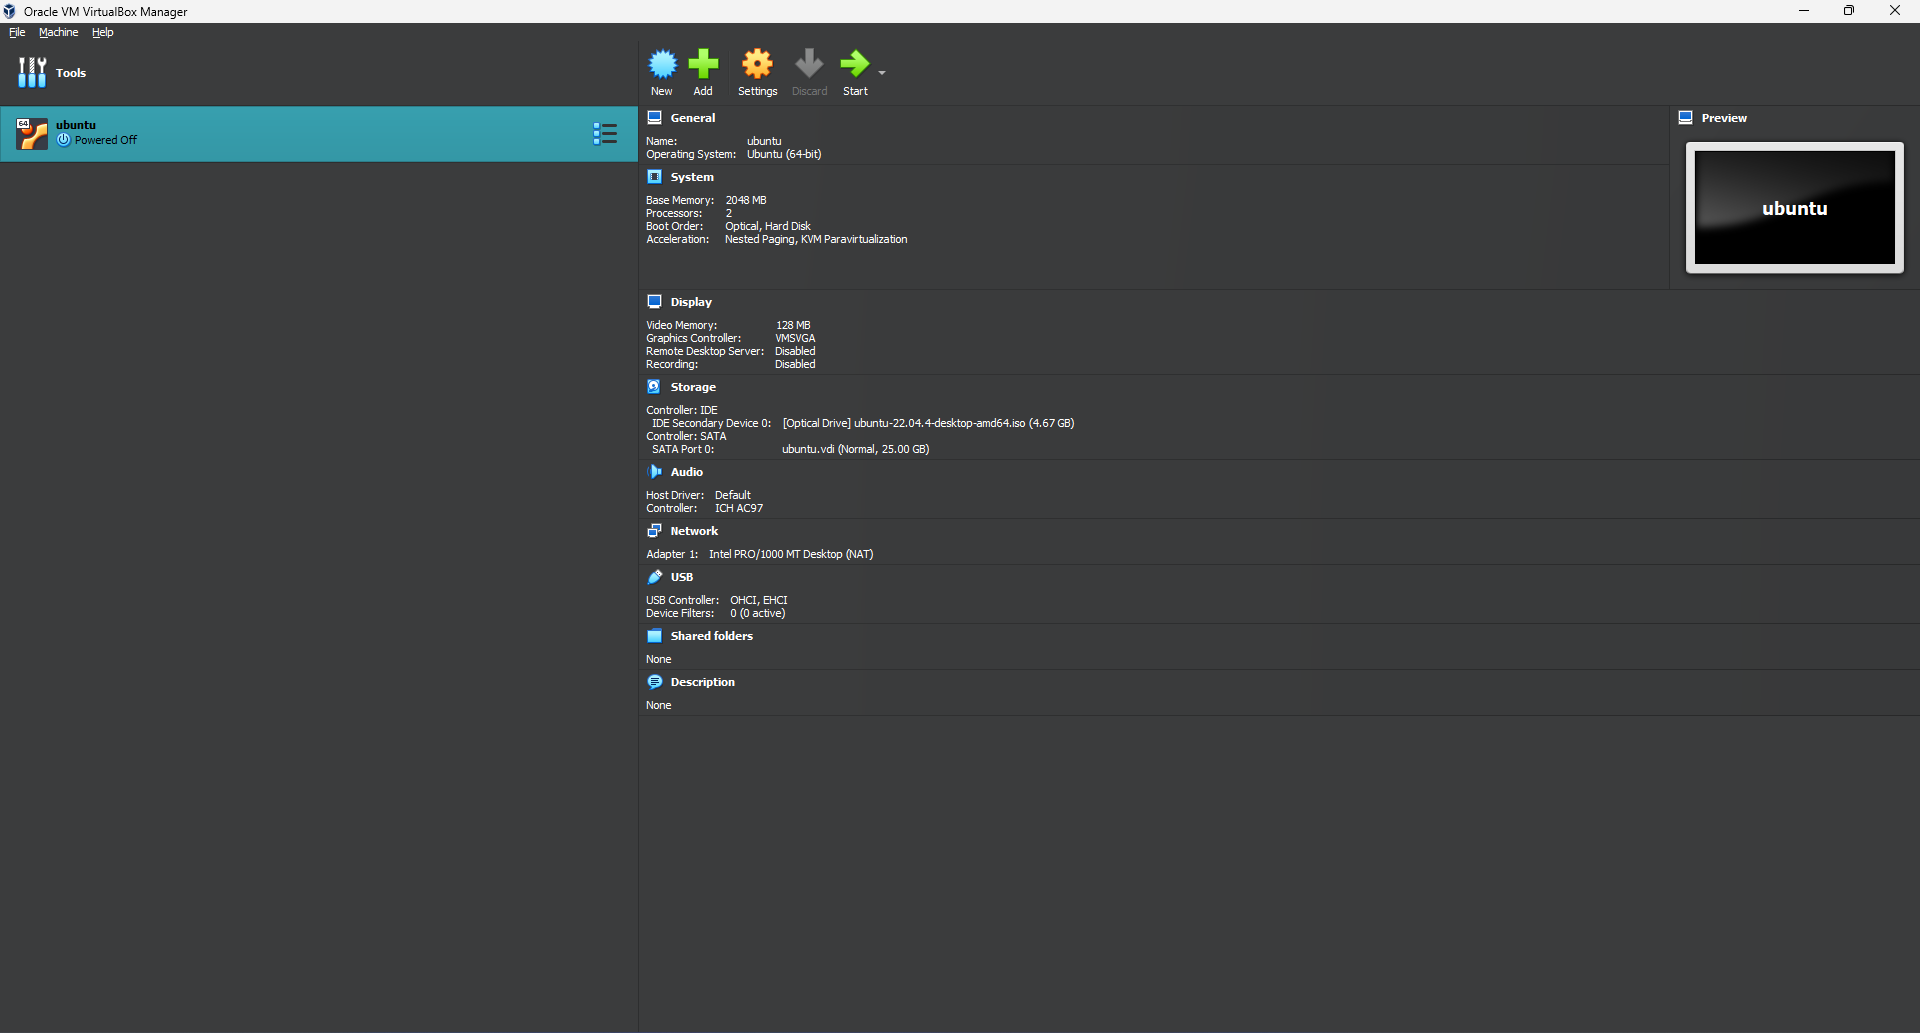 Oracle VM VirtualBox Manager
File Machine Help
Tools
New Add Settings Discard Start
64
ubuntu
Powered Off
General
Name: ubuntu
Operating System: Ubuntu (64-bit)
System
Base Memory: 2048 MB
Processors: 2
Boot Order: Optical, Hard Disk
Acceleration: Nested Paging, KVM Paravirtualization
Preview
ubuntu
Display
Video Memory: 128 MB
Graphics Controller: VMSVGA
Remote Desktop Server: Disabled
Recording: Disabled
Storage
Controller: IDE
IDE Secondary Device 0: [Optical Drive] ubuntu-22.04.4-desktop-amd64.iso (4.67 GB)
Controller: SATA
SATA Port 0: ubuntu.vdi (Normal, 25.00 GB)
Audio
Host Driver: Default
Controller: ICH AC97
Network
Adapter 1: Intel PRO/1000 MT Desktop (NAT)
USB
USB Controller: OHCI, EHCI
Device Filters: 0 (0 active)
Shared folders
None
Description
None